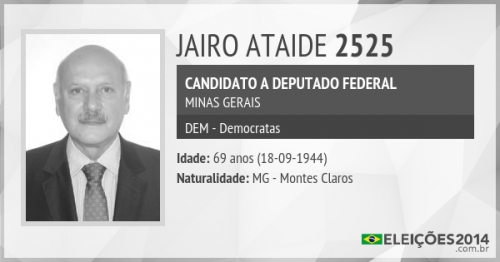 JAIRO ATAIDE 2525
CANDIDATO A DEPUTADO FEDERAL
MINAS GERAIS
DEM - Democratas
Idade: 69 anos (18-09-1944)
Naturalidade: MG - Montes Claros
ELEIÇÕES2014
.com.br